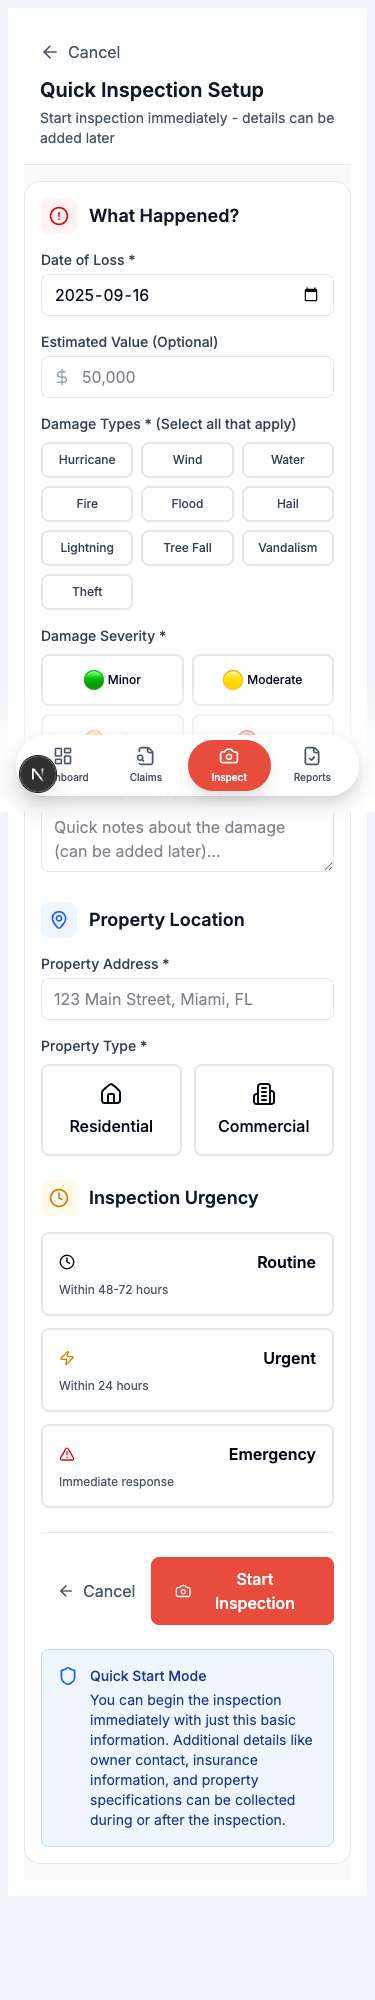 Cancel
Quick Inspection Setup
Start inspection immediately - details can be
added later
What Happened?
Date of Loss *
2025-09-16
Estimated Value (Optional)
$ 50,000
Damage Types * (Select all that apply)
Hurricane
Wind
Water
Fire
Flood
Hail
Lightning
Tree Fall
Vandalism
Theft
Damage Severity *
Minor
Moderate
N
Claims
Inspect
Reports
Quick notes about the damage
(can be added later)...
Property Location
Property Address *
123 Main Street, Miami, FL
Property Type *
Residential
Commercial
Inspection Urgency
Routine
Within 48-72 hours
Urgent
Within 24 hours
Emergency
Immediate response
Cancel
Start
Inspection
Quick Start Mode
You can begin the inspection
immediately with just this basic
information. Additional details like
owner contact, insurance
information, and property
specifications can be collected
during or after the inspection.